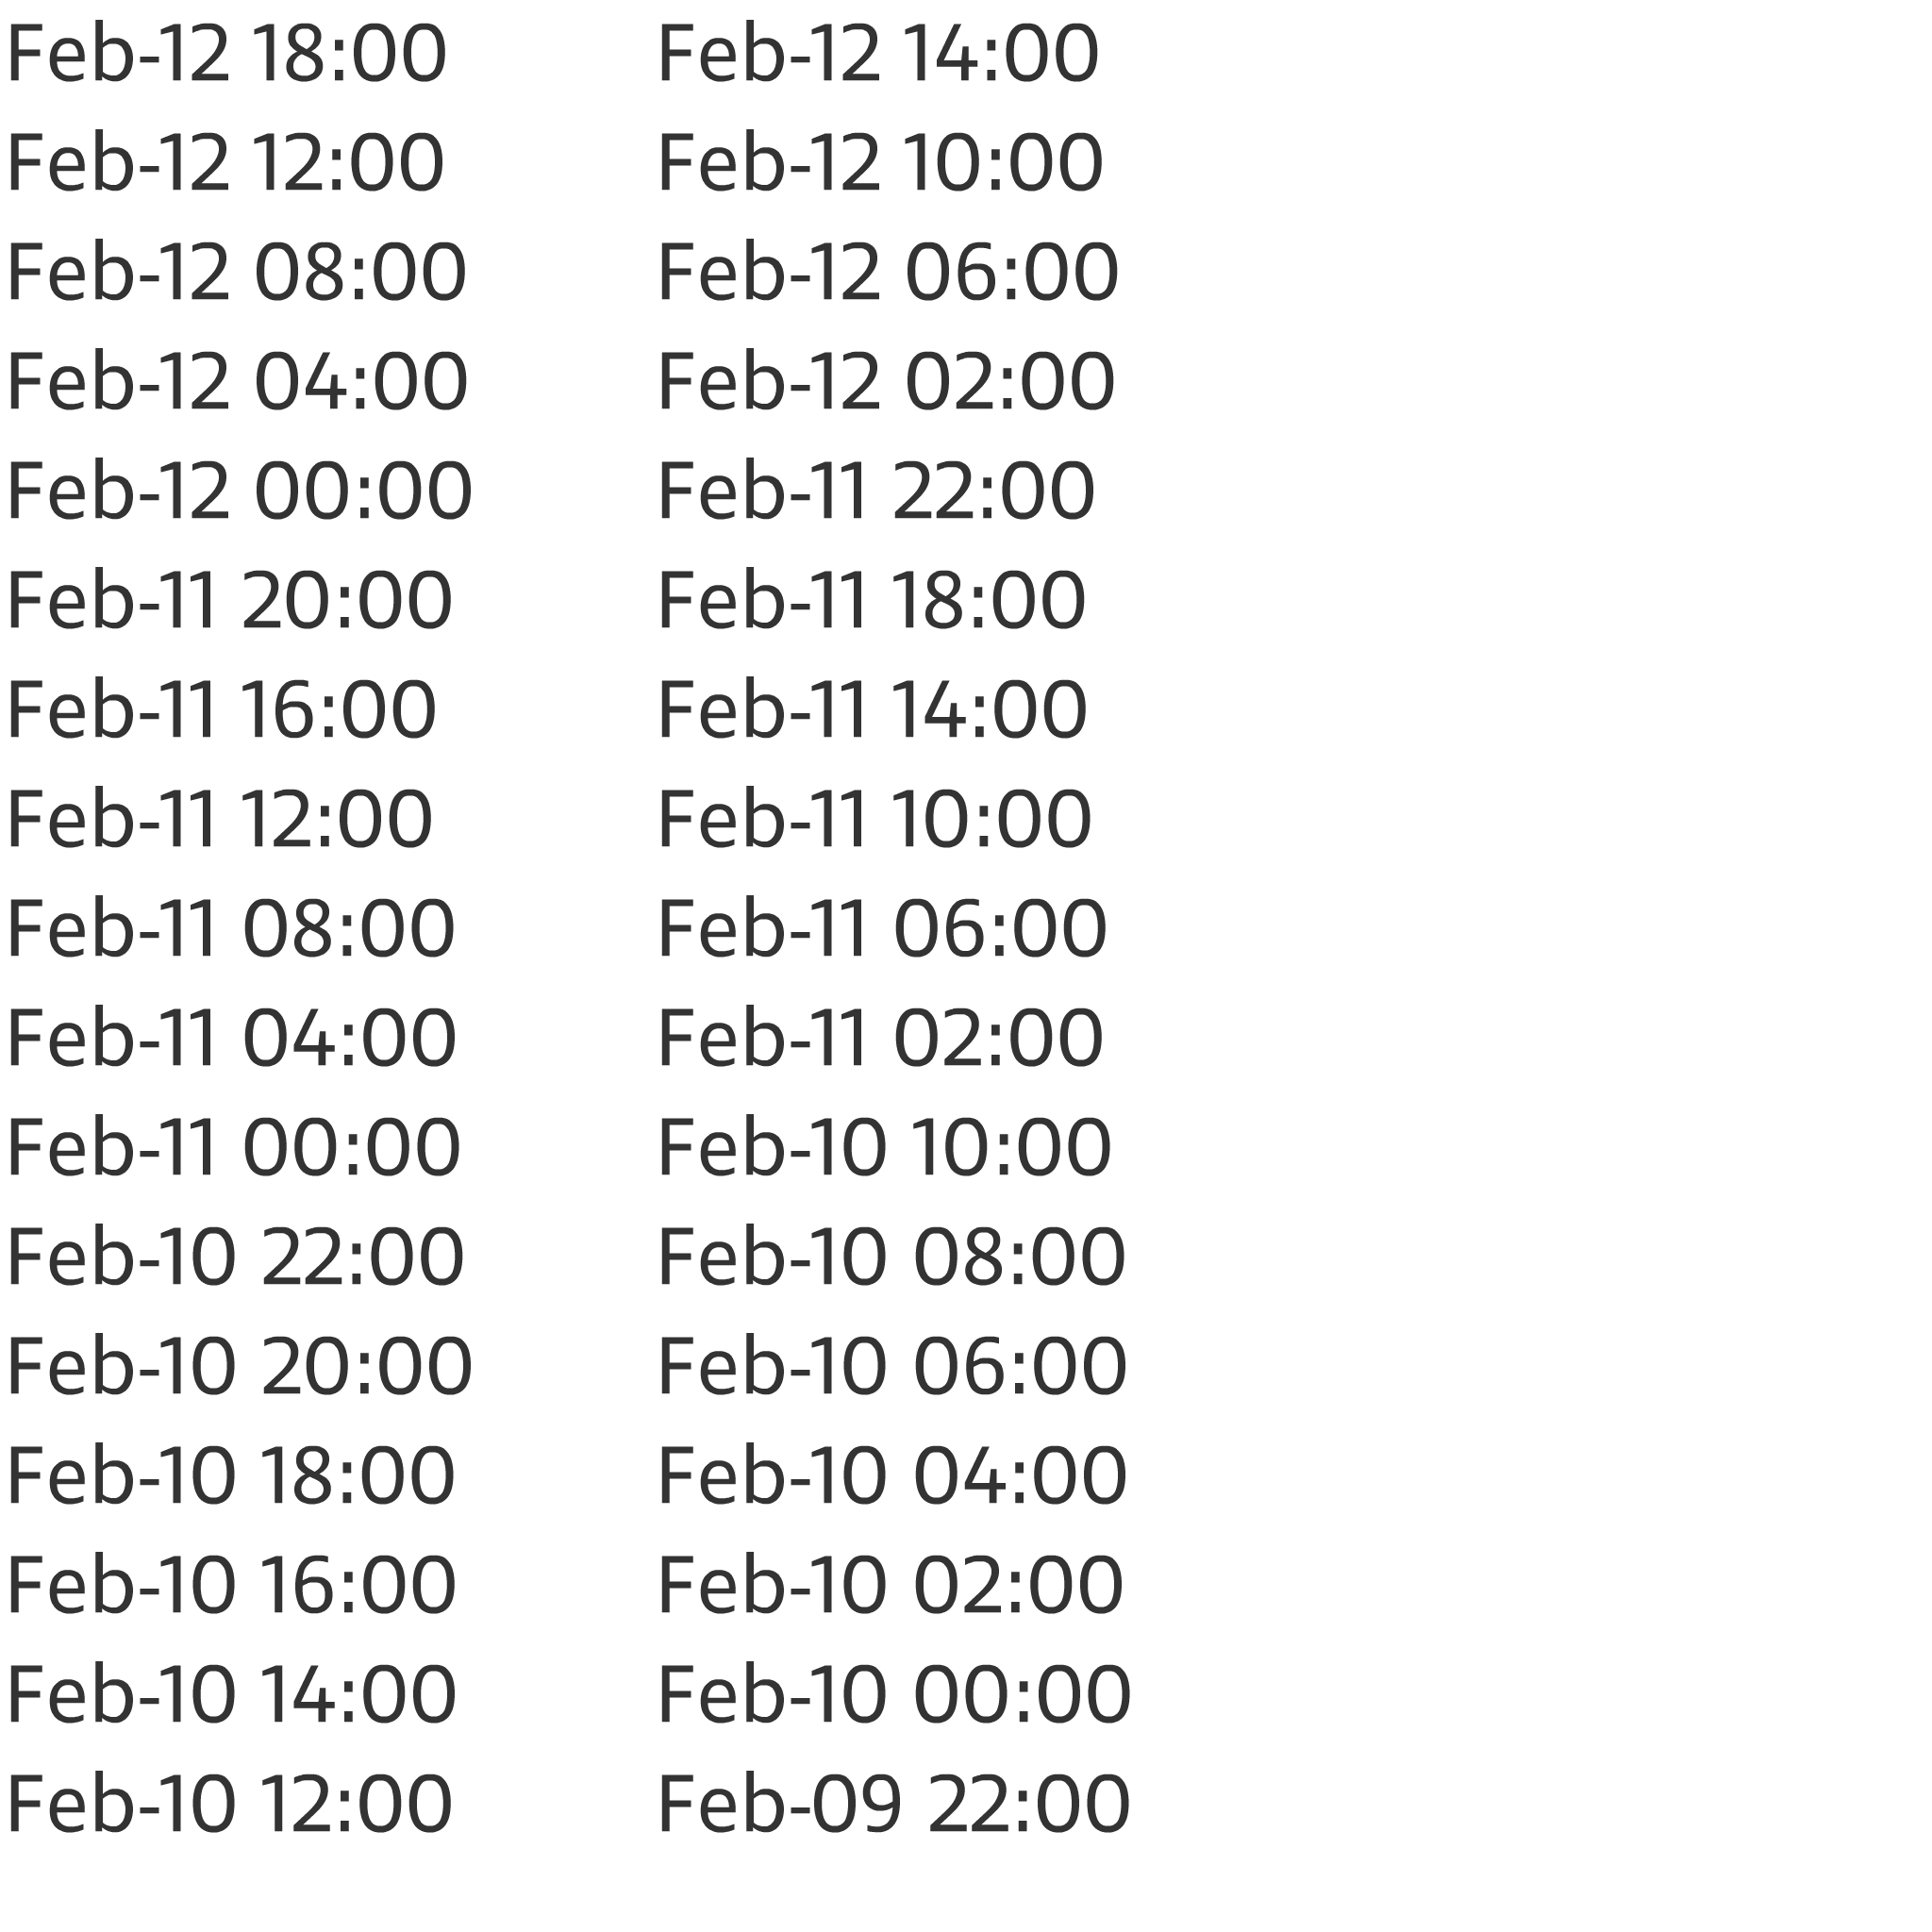 Feb-12 18:00 Feb-12 14:00
Feb-12 12:00 Feb-12 10:00
Feb-12 08:00 Feb-12 06:00
Feb-12 04:00 Feb-12 02:00
Feb-12 00:00 Feb-11 22:00
Feb-11 20:00 Feb-11 18:00
Feb-11 16:00 Feb-11 14:00
Feb-11 12:00 Feb-11 10:00
Feb-11 08:00 Feb-11 06:00
Feb-11 04:00 Feb-11 02:00
Feb-11 00:00 Feb-10 10:00
Feb-10 22:00 Feb-10 08:00
Feb-10 20:00 Feb-10 06:00
Feb-10 18:00 Feb-10 04:00
Feb-10 16:00 Feb-10 02:00
Feb-10 14:00 Feb-10 00:00
Feb-10 12:00 Feb-09 22:00